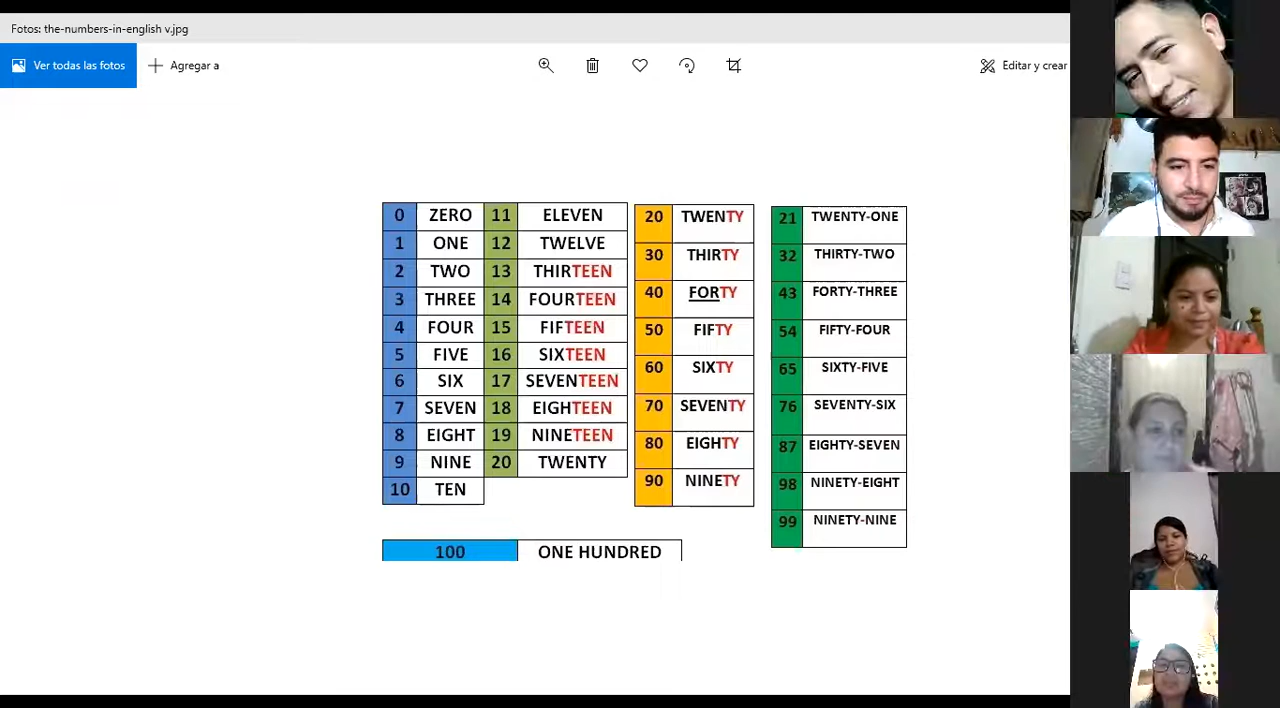 Fotos: the-numbers-in-english v.jpg
Ver todas las fotos
Agregar a
Editar y crear
0 ZERO 11 ELEVEN
1 ONE 12 TWELVE
2 TWO 13 THIRTEEN
3 THREE 14 FOURTEEN
4 FOUR 15 FIFTEEN
5 FIVE 16 SIXTEEN
6 SIX 17 SEVENTEEN
7 SEVEN 18 EIGHTEEN
8 EIGHT 19 NINETEEN
9 NINE 20 TWENTY
10 TEN
20 TWENTY
30 THIRTY
40 FORTY
50 FIFTY
60 SIXTY
70 SEVENTY
80 EIGHTY
90 NINETY
21 TWENTY-ONE
32 THIRTY-TWO
43 FORTY-THREE
54 FIFTY-FOUR
65 SIXTY-FIVE
76 SEVENTY-SIX
87 EIGHTY-SEVEN
98 NINETY-EIGHT
99 NINETY-NINE
100 ONE HUNDRED